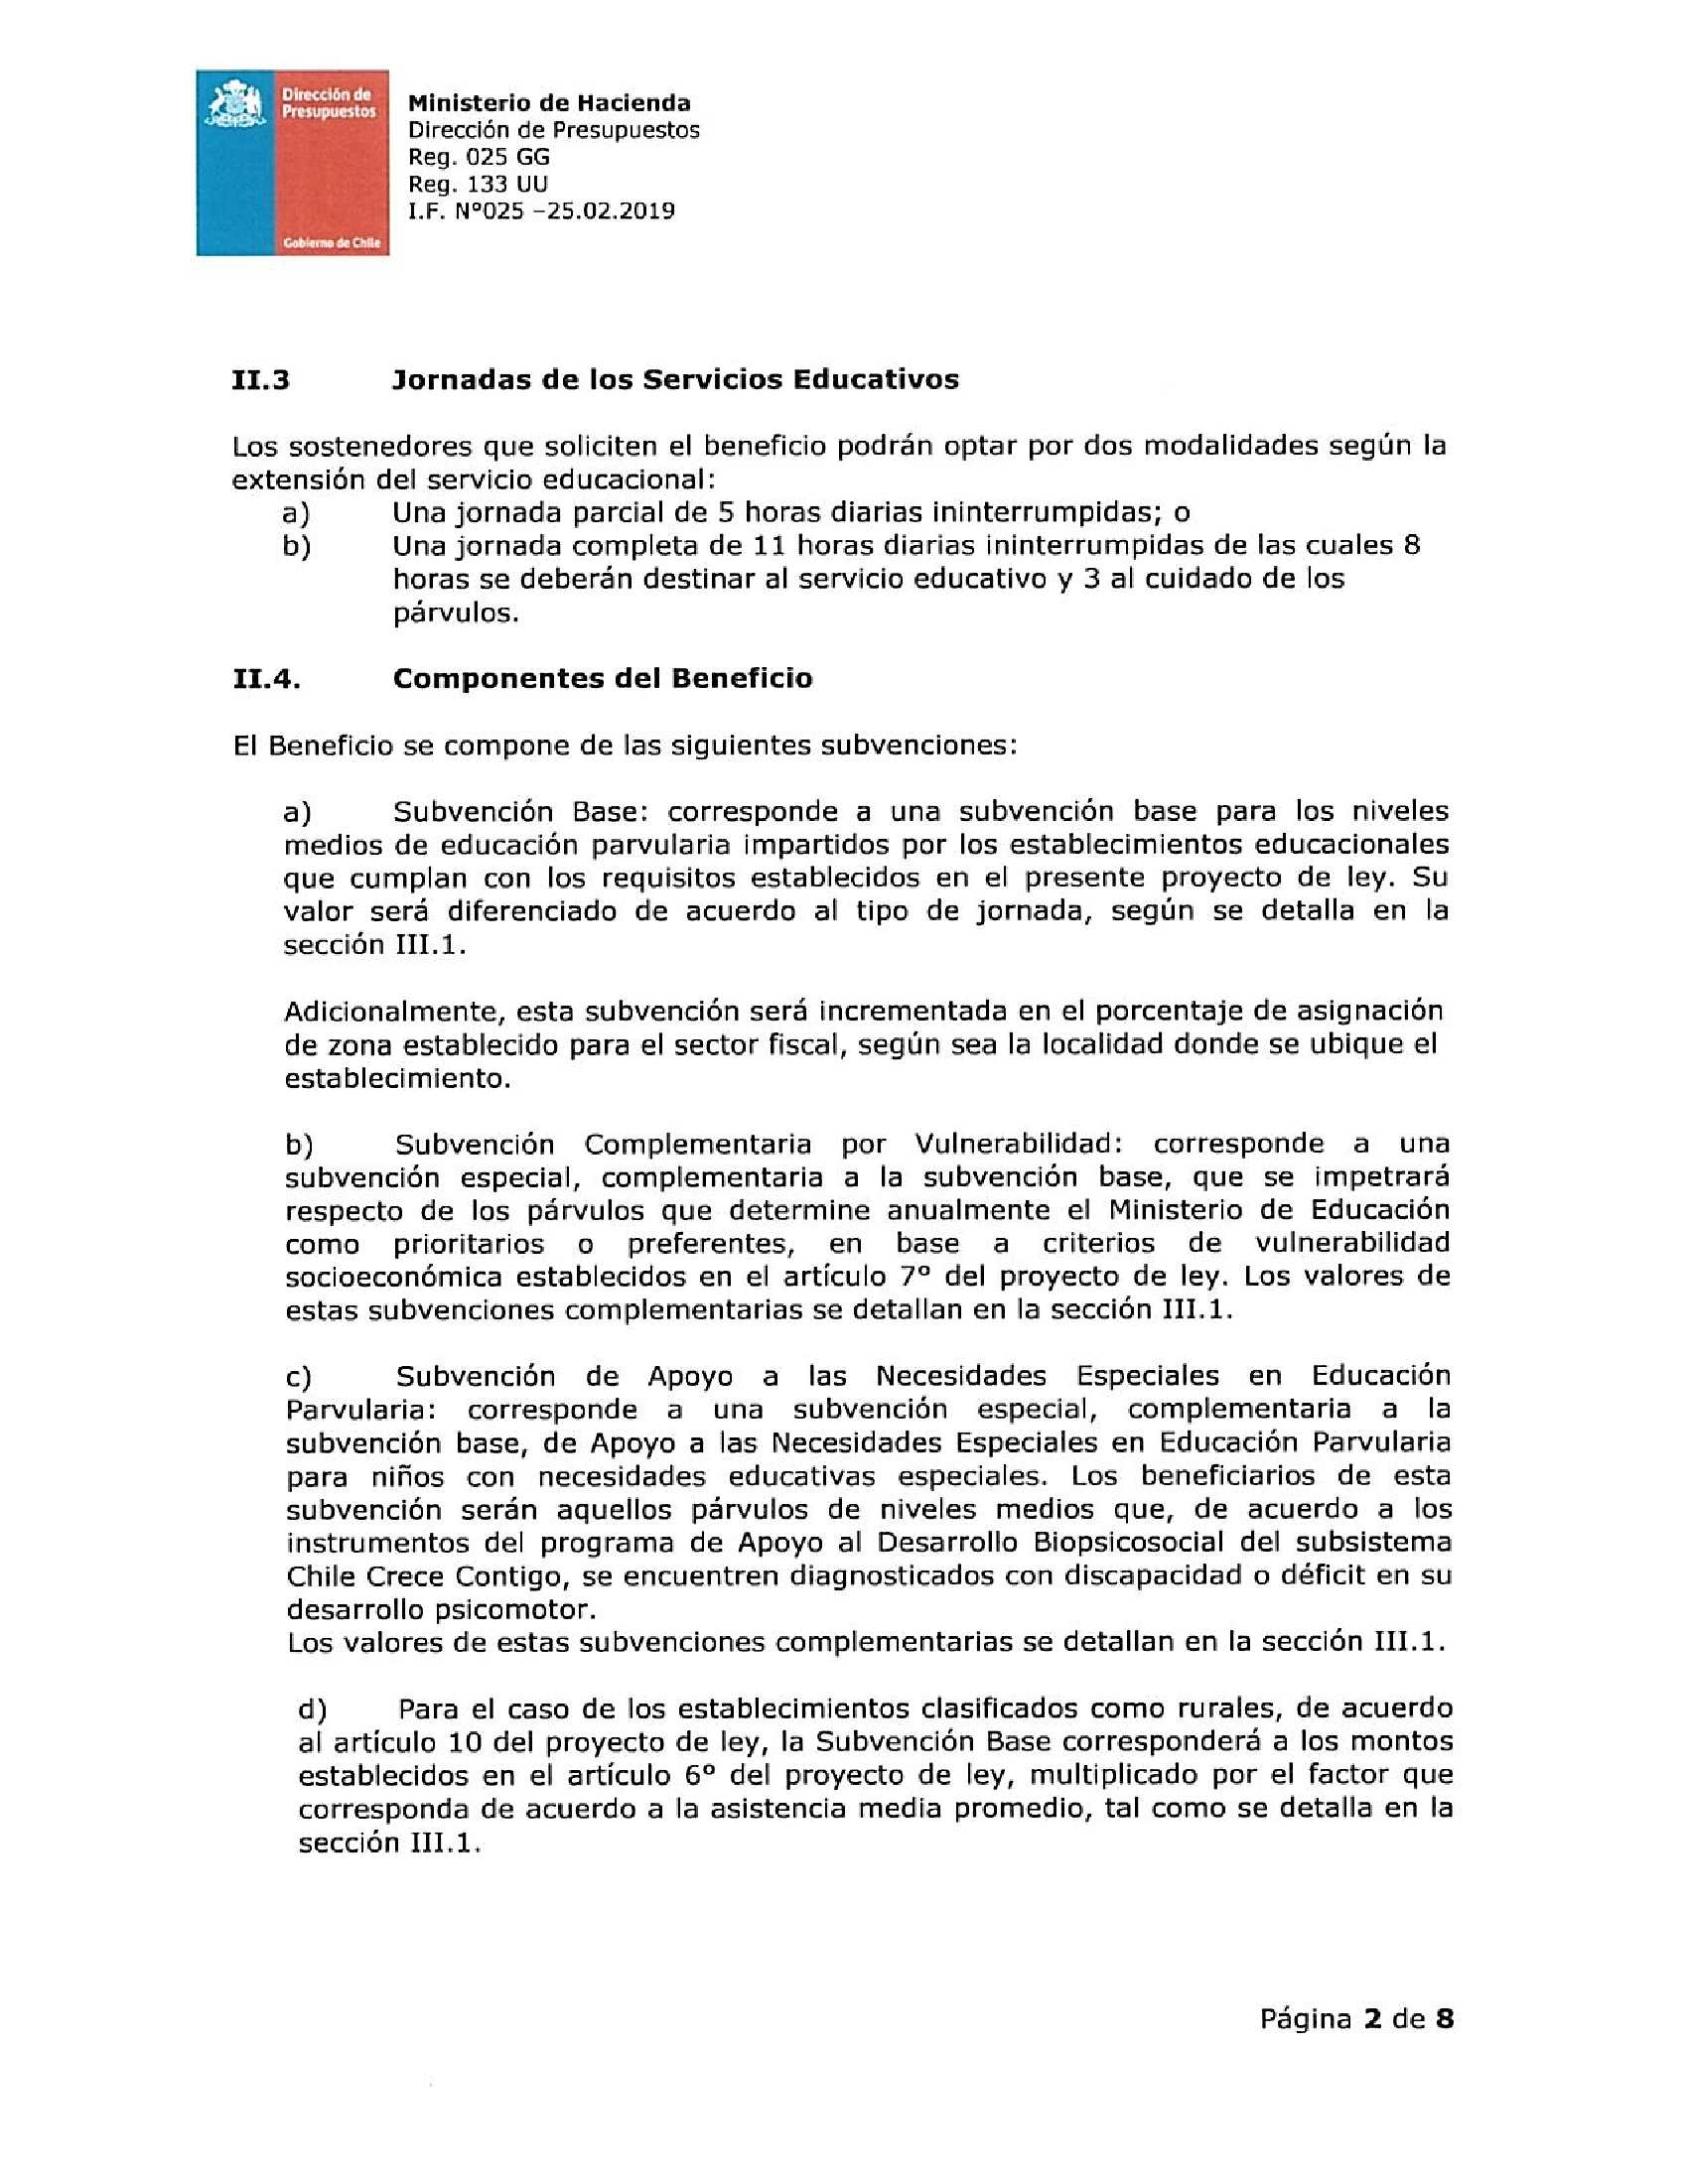 Dirección de
Presupuestos
Gobierno de Chile
Ministerio de Hacienda
Dirección de Presupuestos
Reg. 025 GG
Reg. 133 UU
I.F. N°025 –25.02.2019
II.3 Jornadas de los Servicios Educativos
Los sostenedores que soliciten el beneficio podrán optar por dos modalidades según la
extensión del servicio educacional:
a) Una jornada parcial de 5 horas diarias ininterrumpidas; o
b) Una jornada completa de 11 horas diarias ininterrumpidas de las cuales 8
horas se deberán destinar al servicio educativo y 3 al cuidado de los
párvulos.
II.4. Componentes del Beneficio
El Beneficio se compone de las siguientes subvenciones:
a) Subvención Base: corresponde a una subvención base para los niveles
medios de educación parvularia impartidos por los establecimientos educacionales
que cumplan con los requisitos establecidos en el presente proyecto de ley. Su
valor será diferenciado de acuerdo al tipo de jornada, según se detalla en la
sección III.1.
Adicionalmente, esta subvención será incrementada en el porcentaje de asignación
de zona establecido para el sector fiscal, según sea la localidad donde se ubique el
establecimiento.
b) Subvención Complementaria por Vulnerabilidad: corresponde a una
subvención especial, complementaria a la subvención base, que se impetrará
respecto de los párvulos que determine anualmente el Ministerio de Educación
como prioritarios o preferentes, en base a criterios de vulnerabilidad
socioeconómica establecidos en el artículo 7º del proyecto de ley. Los valores de
estas subvenciones complementarias se detallan en la sección III.1.
c) Subvención de Apoyo a las Necesidades Especiales en Educación
Parvularia: corresponde a una subvención especial, complementaria a la
subvención base, de Apoyo a las Necesidades Especiales en Educación Parvularia
para niños con necesidades educativas especiales. Los beneficiarios de esta
subvención serán aquellos párvulos de niveles medios que, de acuerdo a los
instrumentos del programa de Apoyo al Desarrollo Biopsicosocial del subsistema
Chile Crece Contigo, se encuentren diagnosticados con discapacidad o déficit en su
desarrollo psicomotor.
Los valores de estas subvenciones complementarias se detallan en la sección III.1.
d) Para el caso de los establecimientos clasificados como rurales, de acuerdo
al artículo 10 del proyecto de ley, la Subvención Base corresponderá a los montos
establecidos en el artículo 6º del proyecto de ley, multiplicado por el factor que
corresponda de acuerdo a la asistencia media promedio, tal como se detalla en la
sección III.1.
Página 2 de 8